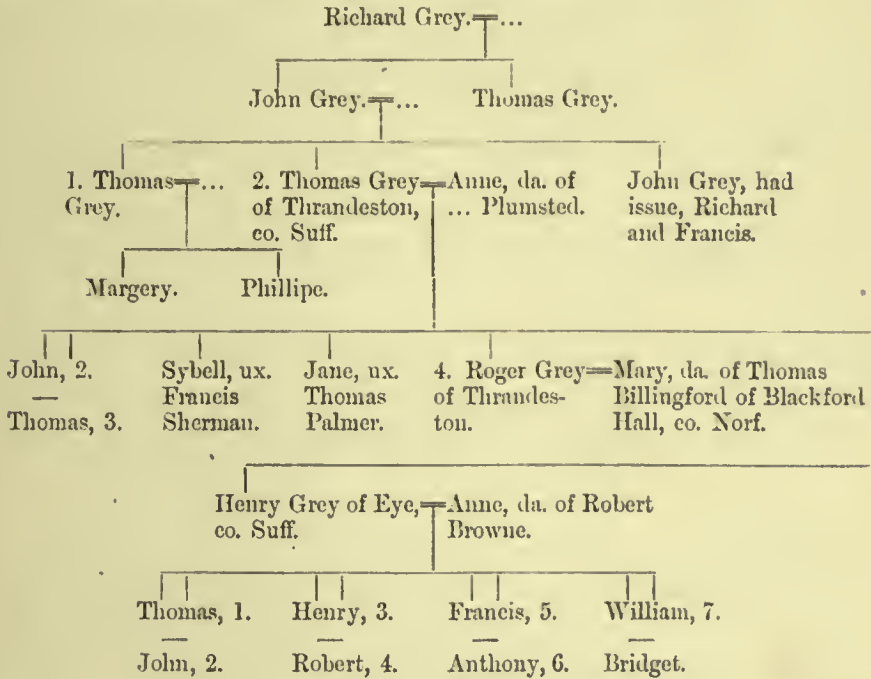 Richard Grey.=...
John Grey.=... Thomas Grey.
1. Thomas=... 2. Thomas Grey=Anne, da. of John Grey, had
Grey. of Thrandeston, ... Plumsted. issue, Richard
co. Suff. and Francis.
Margery. Phillipe.
John, 2. Sybell, ux. Jane, ux. 4. Roger Grey=Mary, da. of Thomas
— Francis Thomas of Thrandes- Billingford of Blackford
Thomas, 3. Sherman. Palmer. ton. Hall, co. Norf.
Henry Grey of Eye,=Anne, da. of Robert
co. Suff. Browne.
Thomas, 1. Henry, 3. Francis, 5. William, 7.
— — — —
John, 2. Robert, 4. Anthony, 6. Bridget.